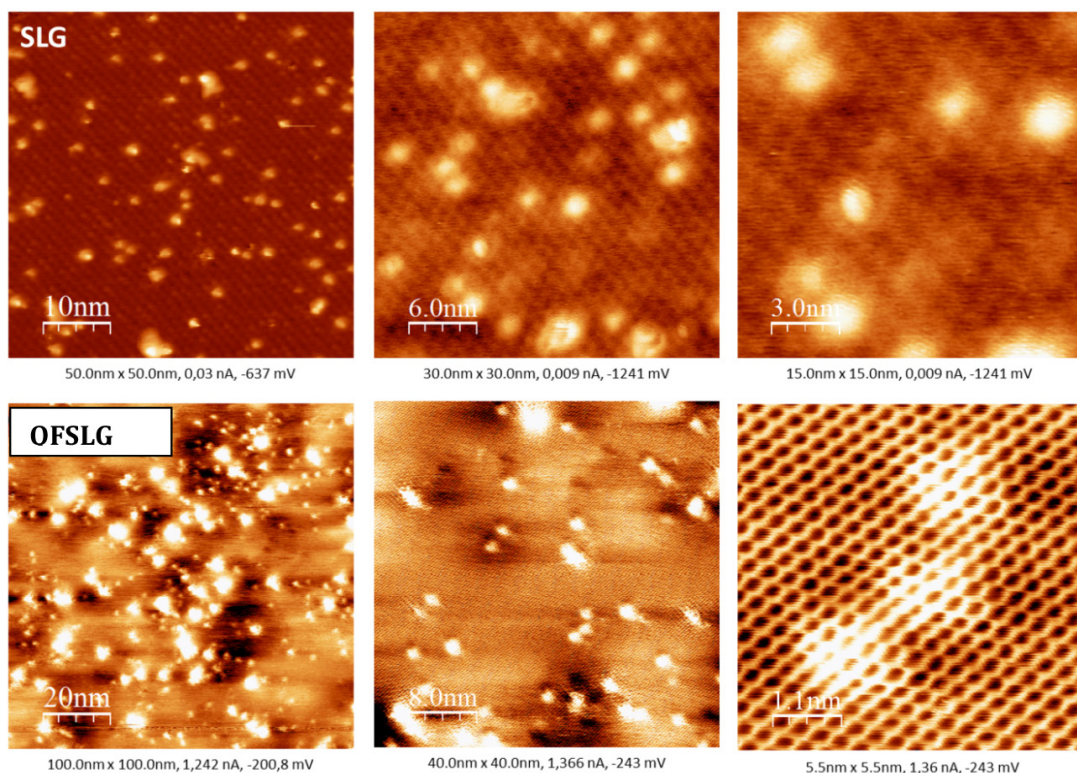 SLG
10nm
6.0nm
3.0nm
50.0nm x 50.0nm, 0,03 nA, -637 mV
30.0nm x 30.0nm, 0,009 nA, -1241 mV
15.0nm x 15.0nm, 0,009 nA, -1241 mV
OFSLG
20nm
8.0nm
1.1nm
100.0nm x 100.0nm, 1,242 nA, -200,8 mV
40.0nm x 40.0nm, 1,366 nA, -243 mV
5.5nm x 5.5nm, 1,36 nA, -243 mV